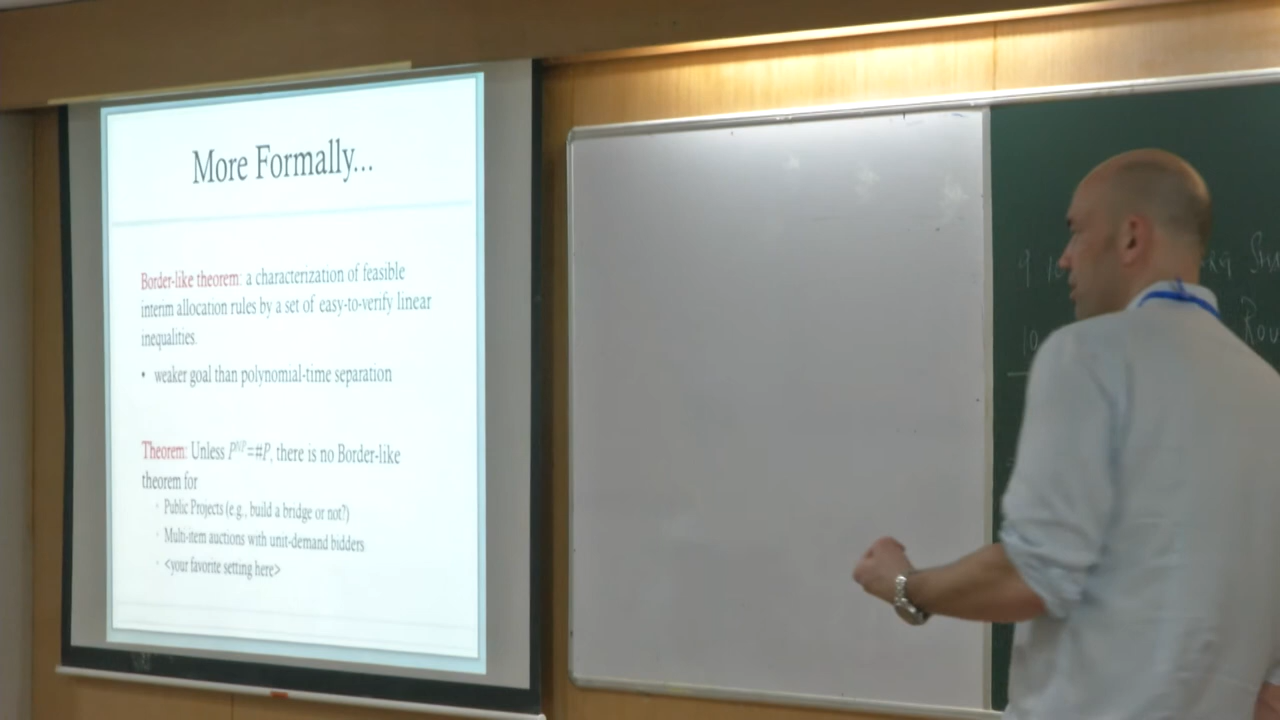 More Formally...
Border-like theorem: a characterization of feasible
interim allocation rules by a set of easy-to-verify linear
inequalities.
• weaker goal than polynomial-time separation
Theorem: Unless P^NP=#P, there is no Border-like
theorem for
· Public Projects (e.g., build a bridge or not?)
· Multi-item auctions with unit-demand bidders
· <your favorite setting here>
9
10